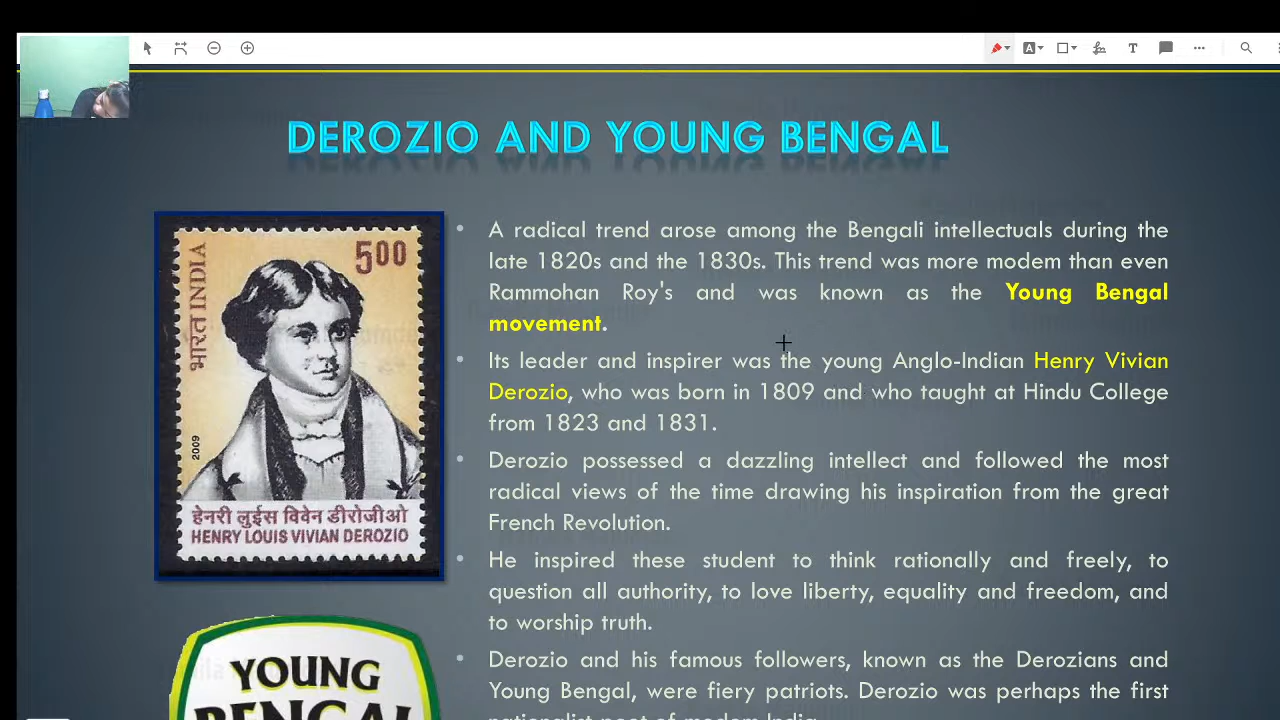 DEROZIO AND YOUNG BENGAL
भारत INDIA
5.00
2009
हेनरी लुईस विवेन डीरोजीओ
HENRY LOUIS VIVIAN DEROZIO
• A radical trend arose among the Bengali intellectuals during the
late 1820s and the 1830s. This trend was more modem than even
Rammohan Roy's and was known as the Young Bengal
movement.
• Its leader and inspirer was the young Anglo-Indian Henry Vivian
Derozio, who was born in 1809 and who taught at Hindu College
from 1823 and 1831.
• Derozio possessed a dazzling intellect and followed the most
radical views of the time drawing his inspiration from the great
French Revolution.
• He inspired these student to think rationally and freely, to
question all authority, to love liberty, equality and freedom, and
to worship truth.
• Derozio and his famous followers, known as the Derozians and
Young Bengal, were fiery patriots. Derozio was perhaps the first
nationalist poet of modern India.
YOUNG
BENGAL